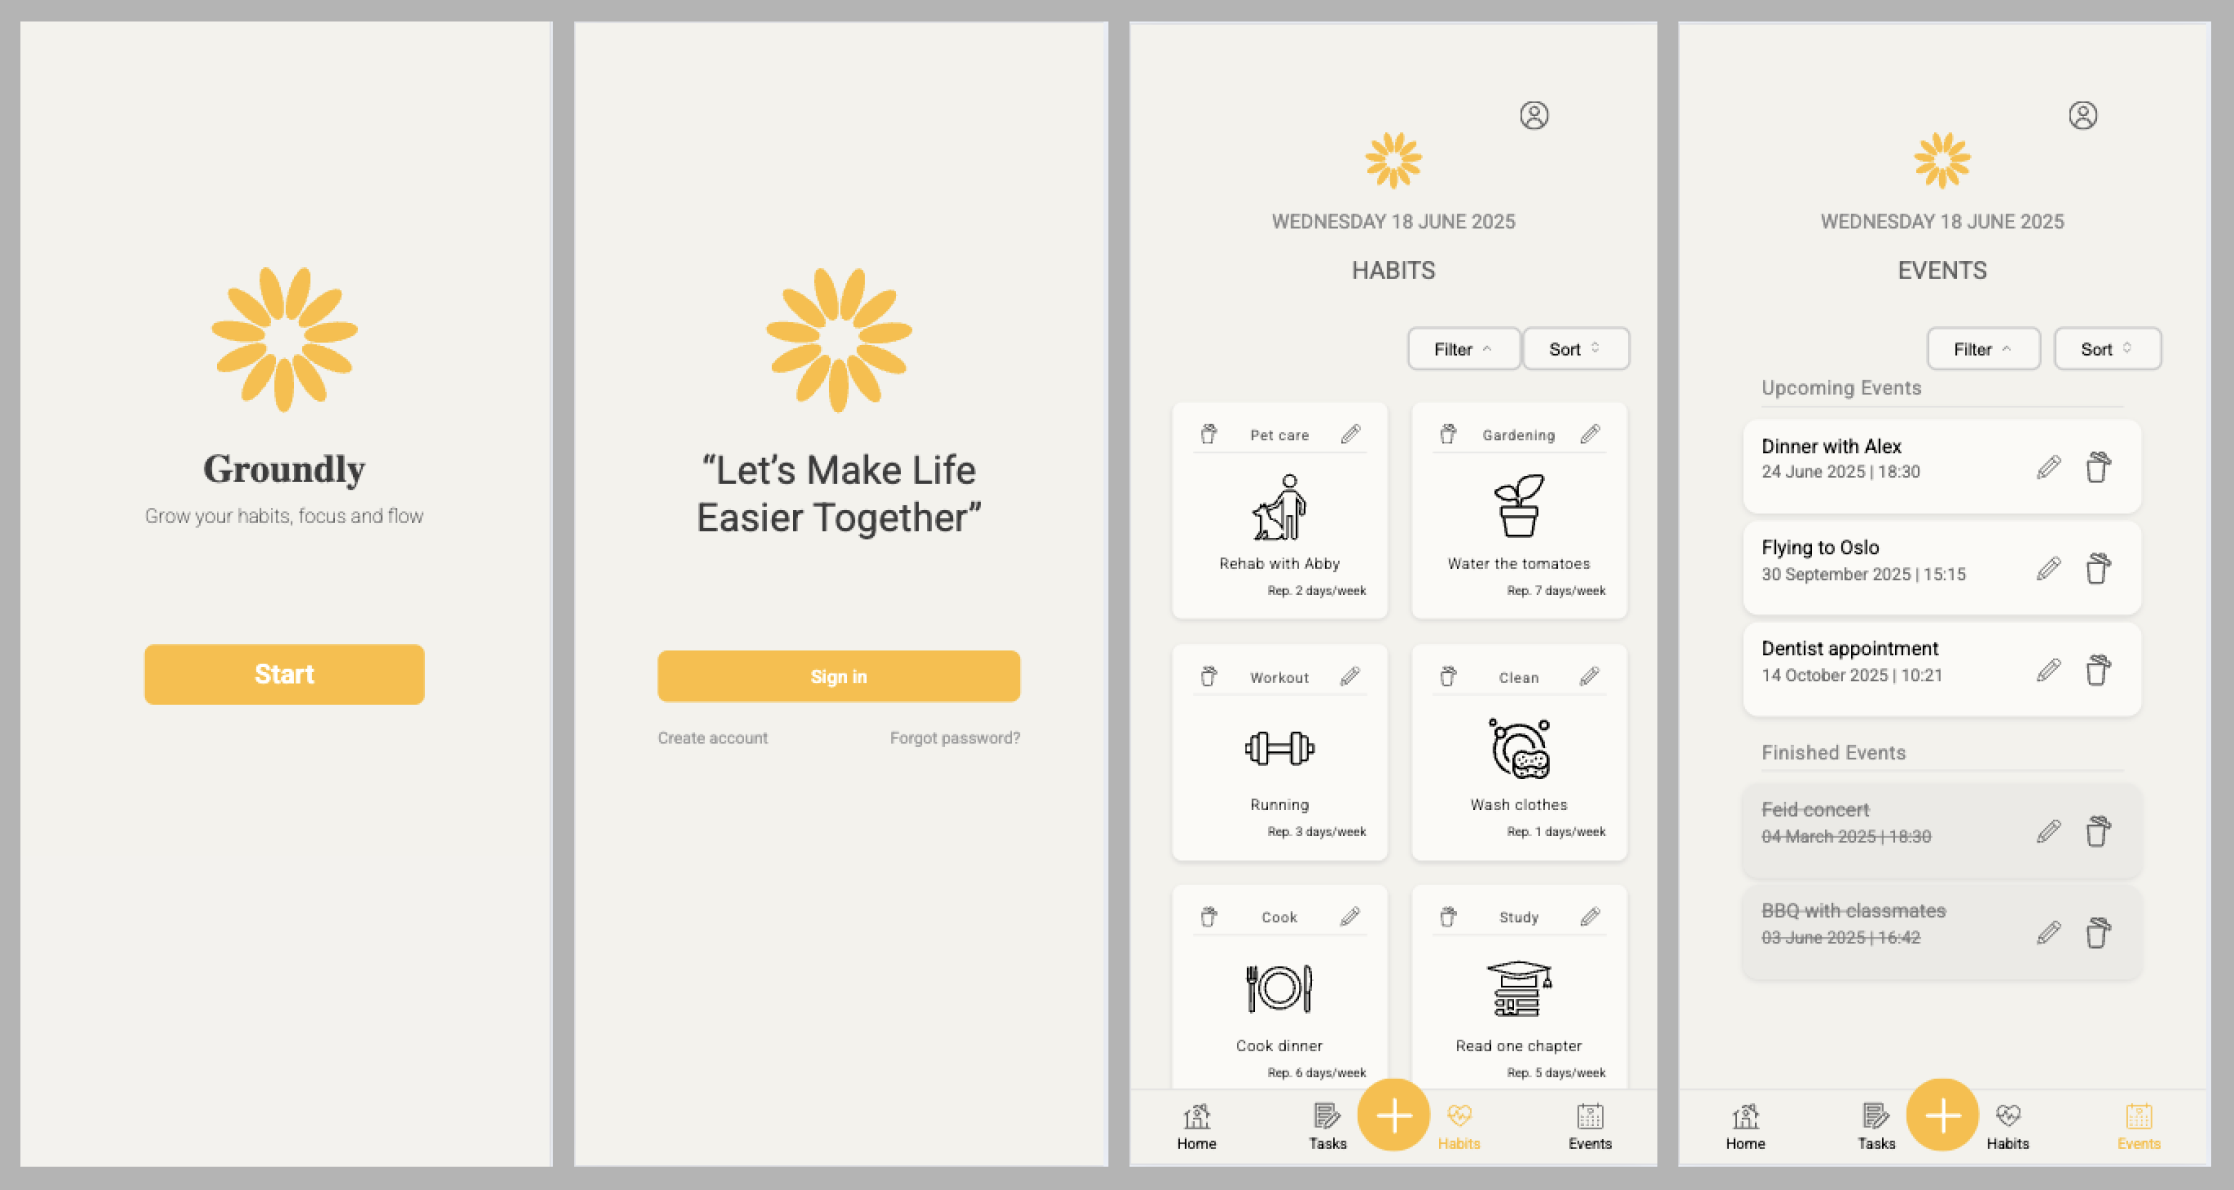 Groundly
Grow your habits, focus and flow
Start
“Let’s Make Life
Easier Together”
Sign in
Create account
Forgot password?
WEDNESDAY 18 JUNE 2025
HABITS
Filter
Sort
Pet care
Rehab with Abby
Rep. 2 days/week
Gardening
Water the tomatoes
Rep. 7 days/week
Workout
Running
Rep. 3 days/week
Clean
Wash clothes
Rep. 1 days/week
Cook
Cook dinner
Rep. 6 days/week
Study
Read one chapter
Rep. 5 days/week
Home
Tasks
Habits
Events
WEDNESDAY 18 JUNE 2025
EVENTS
Filter
Sort
Upcoming Events
Dinner with Alex
24 June 2025 | 18:30
Flying to Oslo
30 September 2025 | 15:15
Dentist appointment
14 October 2025 | 10:21
Finished Events
Feid concert
04 March 2025 | 18:30
BBQ with classmates
03 June 2025 | 16:42
Home
Tasks
Habits
Events